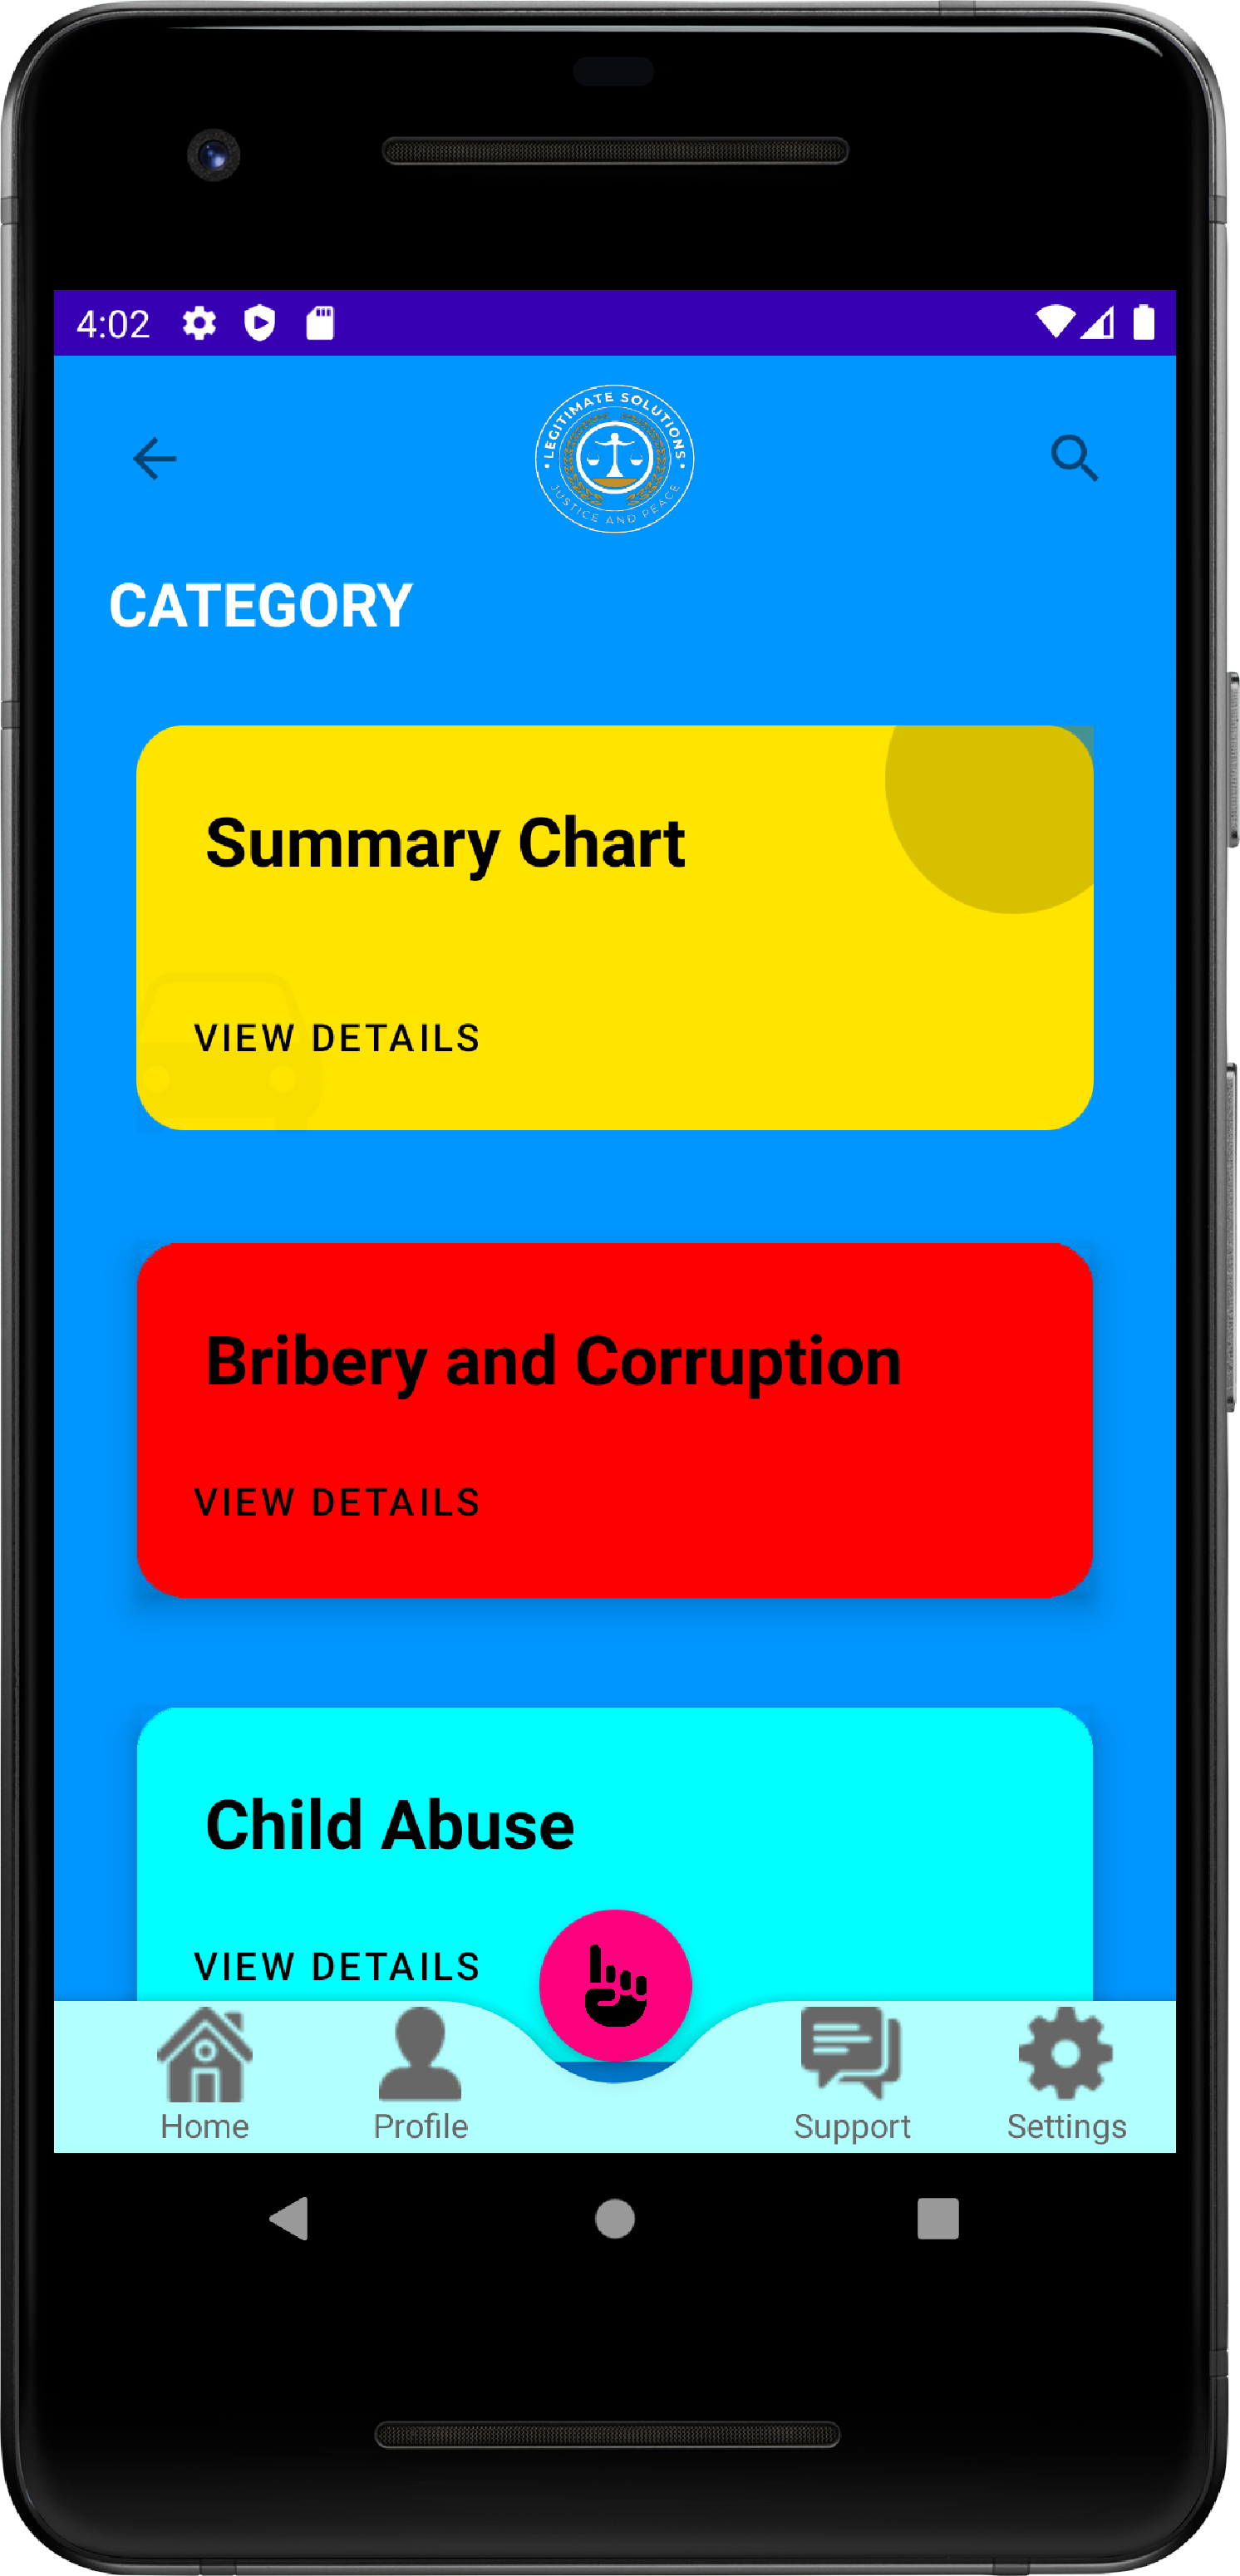 4:02
LEGITIMATE SOLUTIONS
JUSTICE AND PEACE
CATEGORY
Summary Chart
VIEW DETAILS
Bribery and Corruption
VIEW DETAILS
Child Abuse
VIEW DETAILS
Home Profile Support Settings